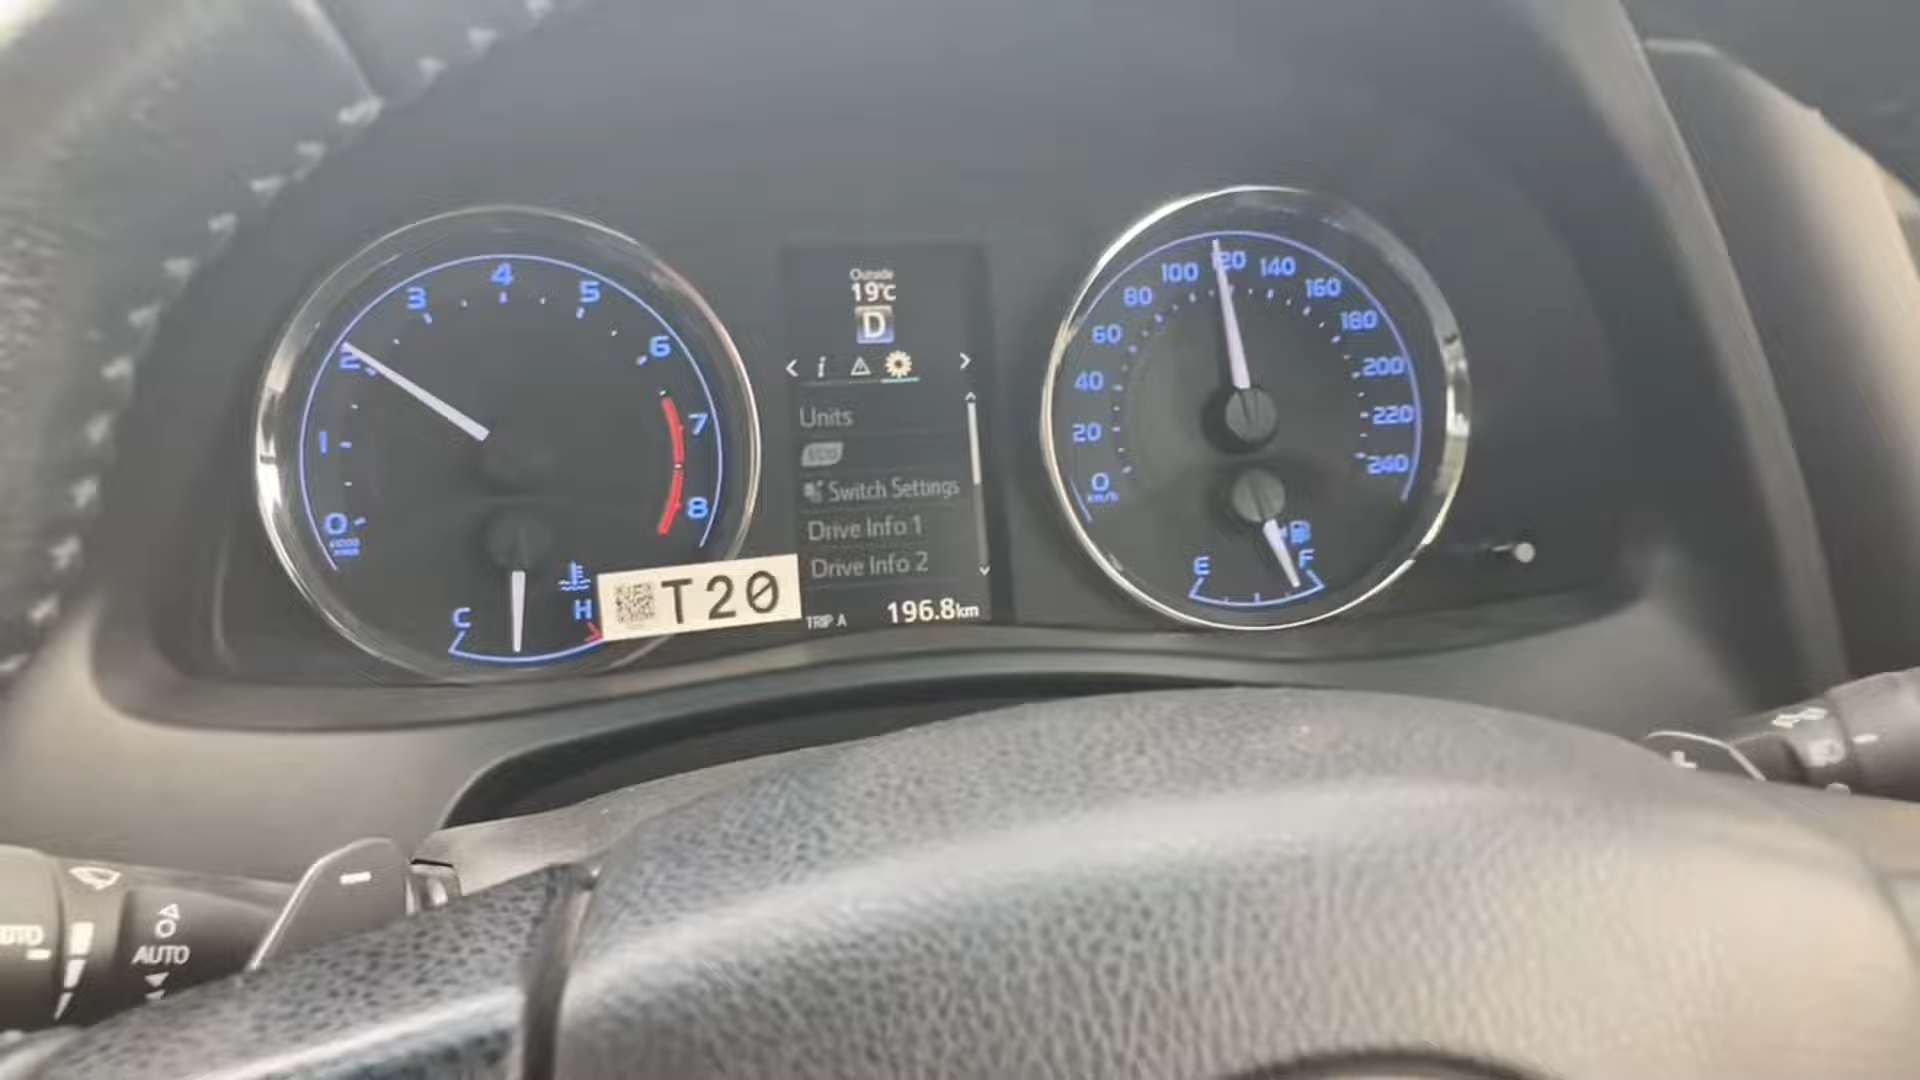 4
3
5
2
6
1
7
0
8
x1000
r/min
C
H
T20
Outside
19°C
D
i
Units
ECO
Switch Settings
Drive Info 1
Drive Info 2
TRIP A 196.8km
0
km/h
20
40
60
80
100
120
140
160
180
200
220
240
E
F
AUTO
AUTO